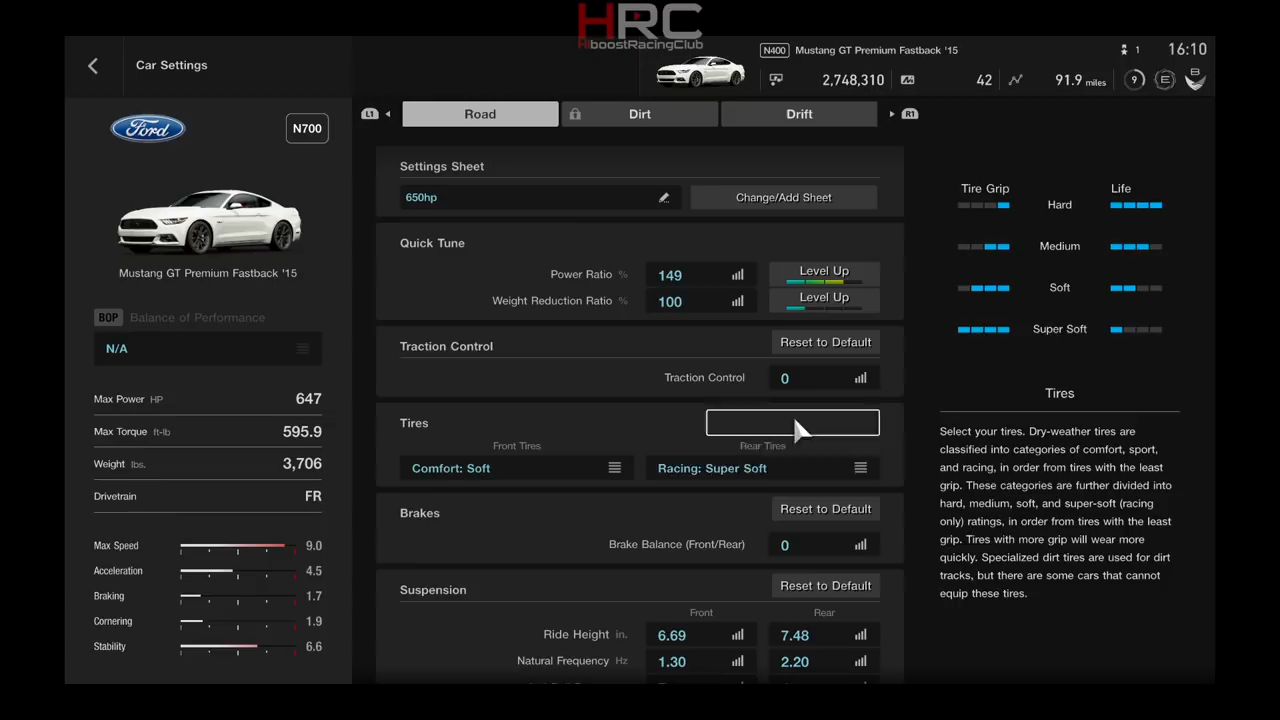 HRC
HiboostRacingClub
Car Settings
N400 Mustang GT Premium Fastback '15
1 16:10
2,748,310 42 91.9 miles 9 E B
Ford N700
Mustang GT Premium Fastback '15
BOP Balance of Performance
N/A
Max Power HP 647
Max Torque ft-lb 595.9
Weight lbs. 3,706
Drivetrain FR
Max Speed 9.0
Acceleration 4.5
Braking 1.7
Cornering 1.9
Stability 6.6
L1 Road Dirt Drift R1
Settings Sheet
650hp Change/Add Sheet
Quick Tune
Power Ratio % 149 Level Up
Weight Reduction Ratio % 100 Level Up
Traction Control Reset to Default
Traction Control 0
Tires
Front Tires Rear Tires
Comfort: Soft Racing: Super Soft
Brakes Reset to Default
Brake Balance (Front/Rear) 0
Suspension Reset to Default
Front Rear
Ride Height in. 6.69 7.48
Natural Frequency Hz 1.30 2.20
Tire Grip Life
Hard
Medium
Soft
Super Soft
Tires
Select your tires. Dry-weather tires are
classified into categories of comfort, sport,
and racing, in order from tires with the least
grip. These categories are further divided into
hard, medium, soft, and super-soft (racing
only) ratings, in order from tires with the least
grip. Tires with more grip will wear more
quickly. Specialized dirt tires are used for dirt
tracks, but there are some cars that cannot
equip these tires.